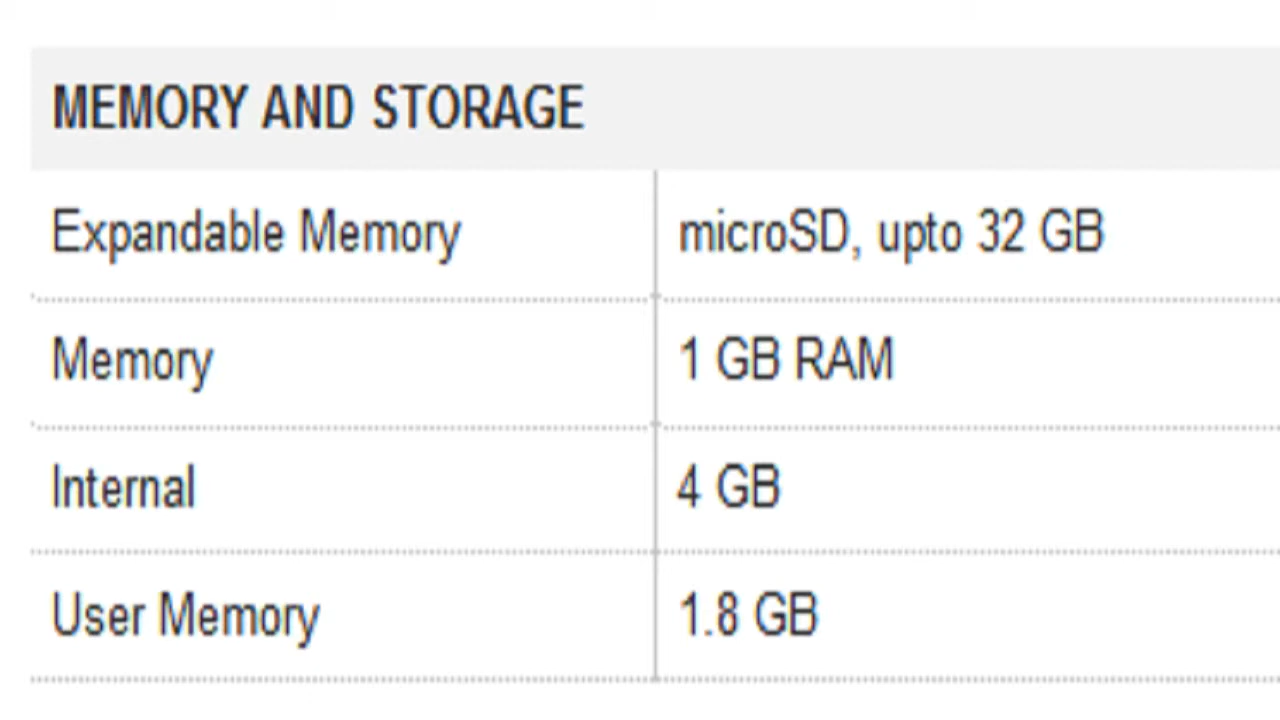 MEMORY AND STORAGE
Expandable Memory microSD, upto 32 GB
Memory 1 GB RAM
Internal 4 GB
User Memory 1.8 GB